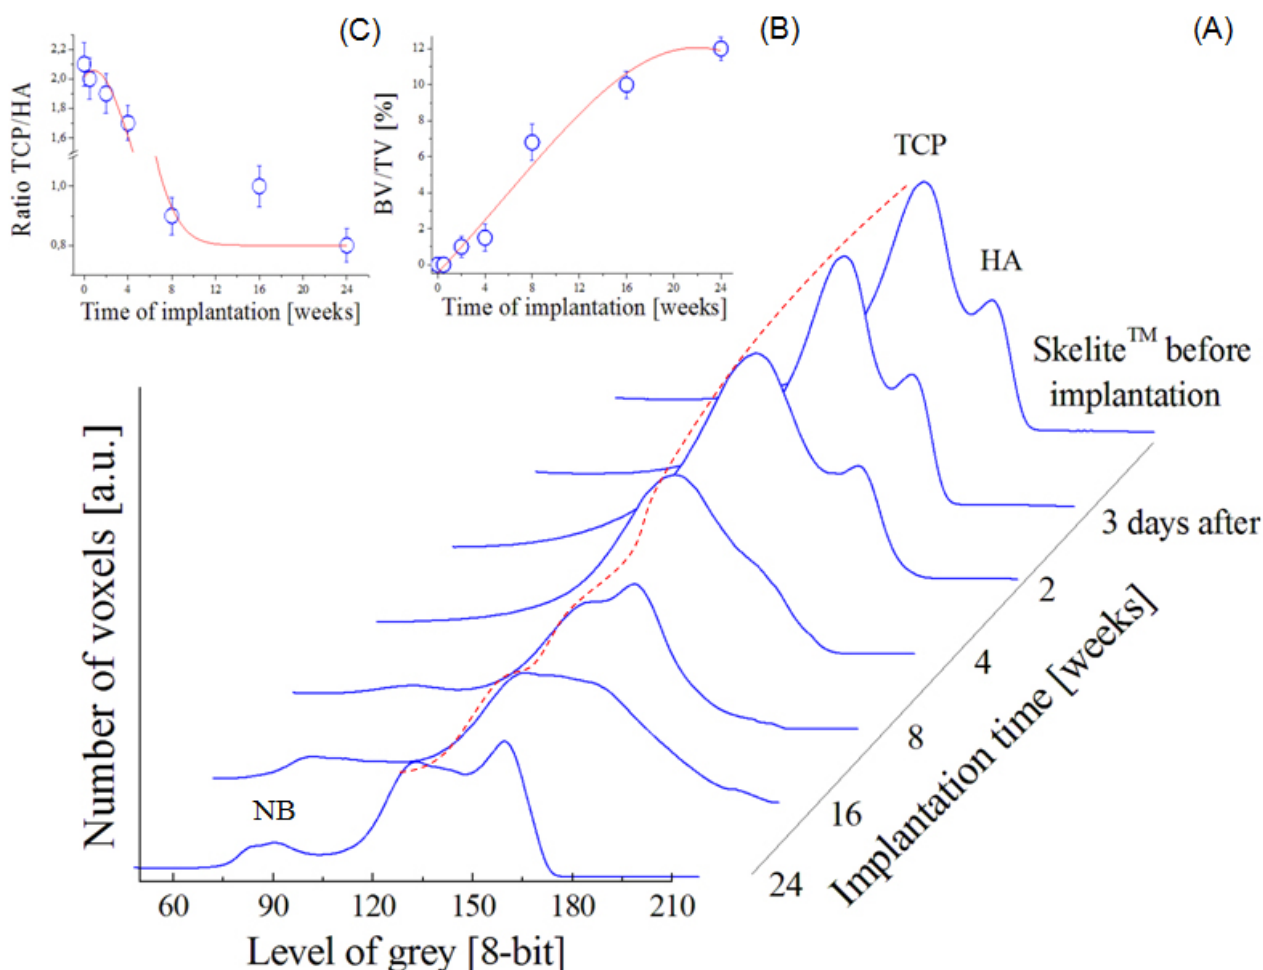 (C)
(B)
(A)
2,2
2,0
1,8
1,6
1,0
0,8
Ratio TCP/HA
0 4 8 12 16 20 24
Time of implantation [weeks]
12
10
8
6
4
2
0
BV/TV [%]
0 4 8 12 16 20 24
Time of implantation [weeks]
TCP
HA
Skelite™ before
implantation
3 days after
2
4
8
16
24
Implantation time [weeks]
Number of voxels [a.u.]
NB
60 90 120 150 180 210
Level of grey [8-bit]